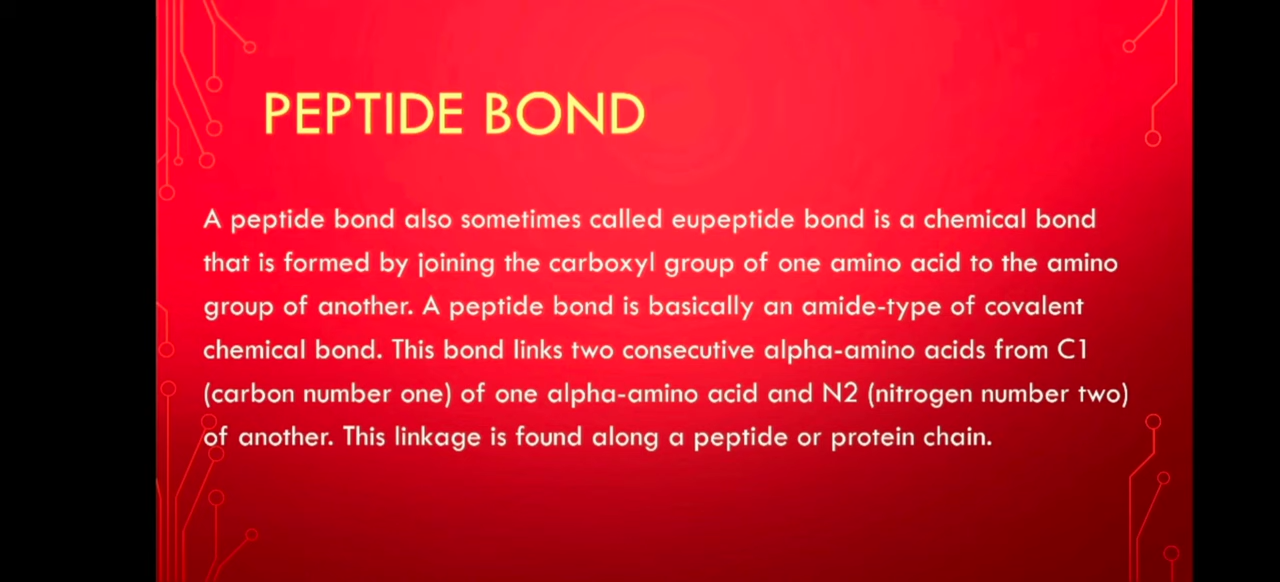 PEPTIDE BOND
A peptide bond also sometimes called eupeptide bond is a chemical bond
that is formed by joining the carboxyl group of one amino acid to the amino
group of another. A peptide bond is basically an amide-type of covalent
chemical bond. This bond links two consecutive alpha-amino acids from C1
(carbon number one) of one alpha-amino acid and N2 (nitrogen number two)
of another. This linkage is found along a peptide or protein chain.